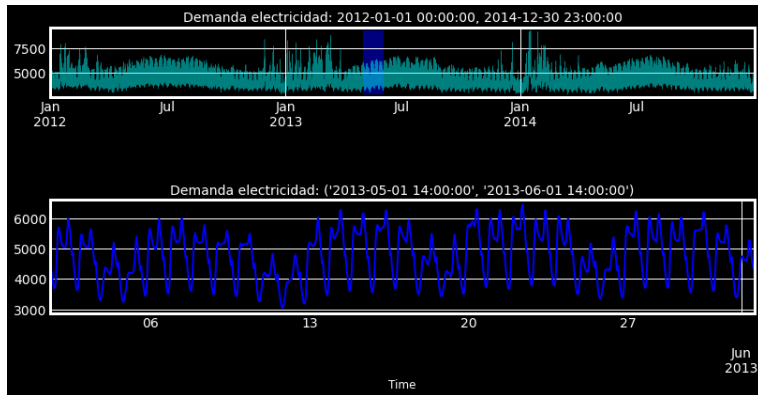 Demanda electricidad: 2012-01-01 00:00:00, 2014-12-30 23:00:00
7500
5000
Jan Jul Jan Jul Jan Jul
2012 2013 2014
Demanda electricidad: ('2013-05-01 14:00:00', '2013-06-01 14:00:00')
6000
5000
4000
3000
06 13 20 27
Jun
2013
Time